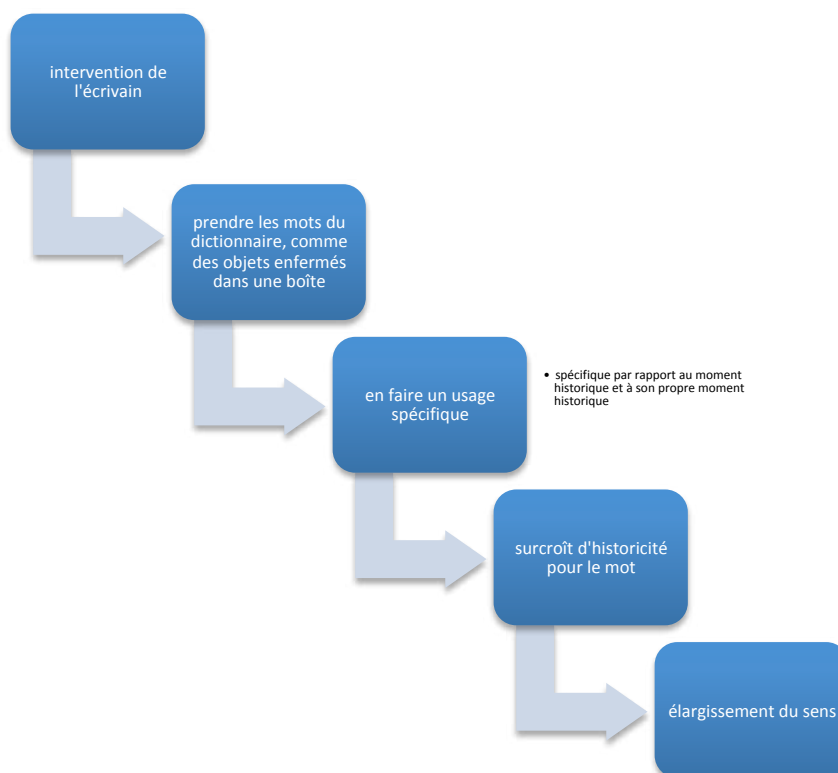 intervention de
l'écrivain
prendre les mots du
dictionnaire, comme
des objets enfermés
dans une boîte
en faire un usage
spécifique
• spécifique par rapport au moment
historique et à son propre moment
historique
surcroît d'historicité
pour le mot
élargissement du sens